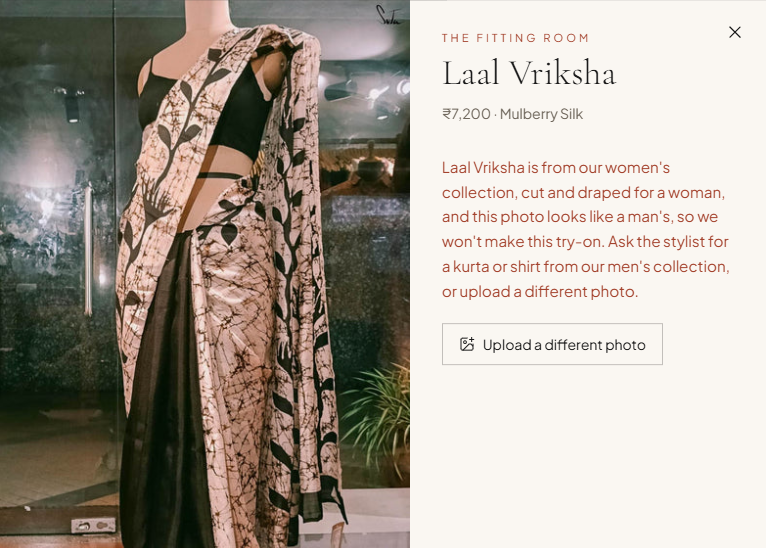 Suta
THE FITTING ROOM
Laal Vriksha
₹7,200 · Mulberry Silk
Laal Vriksha is from our women's
collection, cut and draped for a woman,
and this photo looks like a man's, so we
won't make this try-on. Ask the stylist for
a kurta or shirt from our men's collection,
or upload a different photo.
Upload a different photo